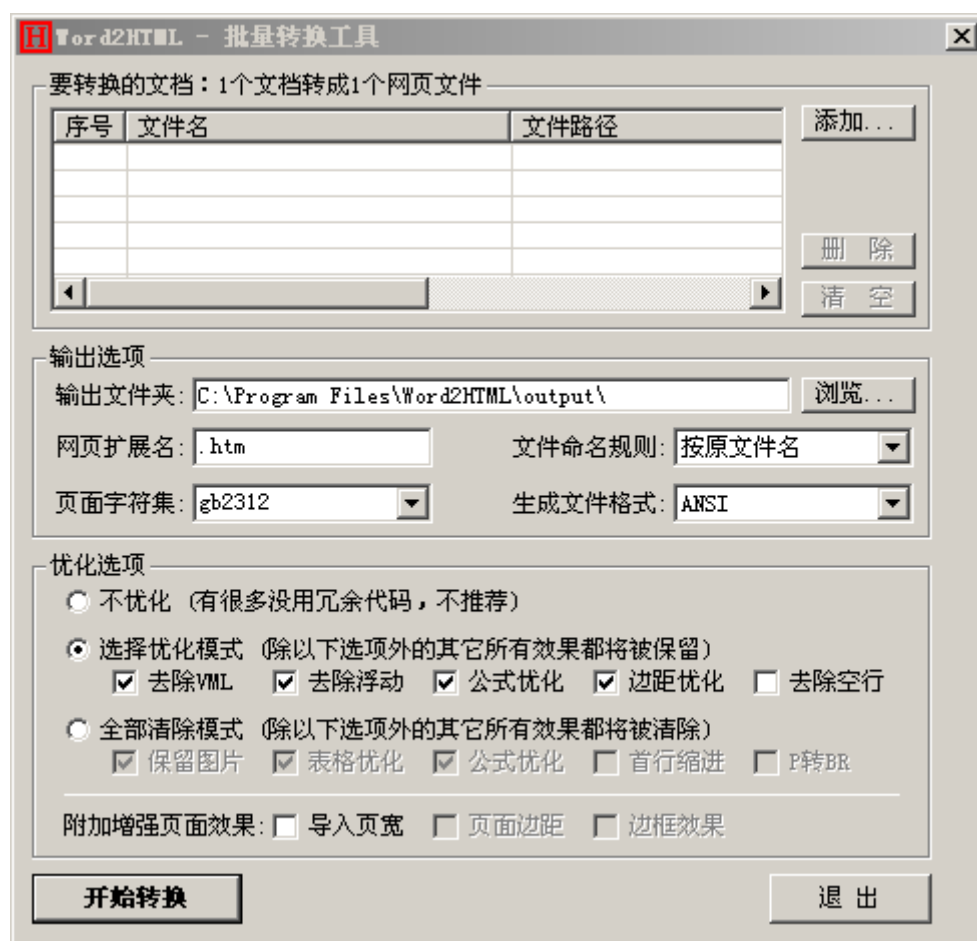 H Word2HTML - 批量转换工具
要转换的文档：1个文档转成1个网页文件
序号 文件名 文件路径
添加...
删 除
清 空
输出选项
输出文件夹: C:\Program Files\Word2HTML\output\ 浏览...
网页扩展名: .htm 文件命名规则: 按原文件名
页面字符集: gb2312 生成文件格式: ANSI
优化选项
不优化 (有很多没用冗余代码，不推荐)
选择优化模式 (除以下选项外的其它所有效果都将被保留)
去除VML 去除浮动 公式优化 边距优化 去除空行
全部清除模式 (除以下选项外的其它所有效果都将被清除)
保留图片 表格优化 公式优化 首行缩进 P转BR
附加增强页面效果: 导入页宽 页面边距 边框效果
开始转换 退 出